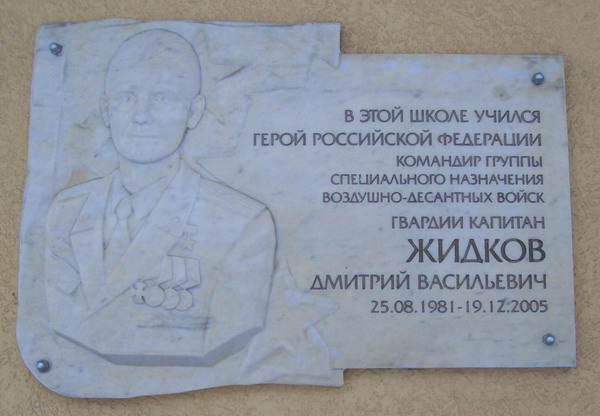 В ЭТОЙ ШКОЛЕ УЧИЛСЯ
ГЕРОЙ РОССИЙСКОЙ ФЕДЕРАЦИИ
КОМАНДИР ГРУППЫ
СПЕЦИАЛЬНОГО НАЗНАЧЕНИЯ
ВОЗДУШНО-ДЕСАНТНЫХ ВОЙСК
ГВАРДИИ КАПИТАН
ЖИДКОВ
ДМИТРИЙ ВАСИЛЬЕВИЧ
25.08.1981-19.12.2005